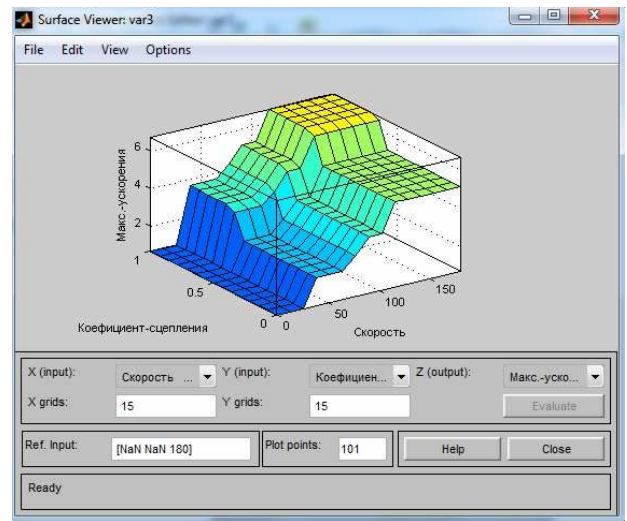 Surface Viewer: var3
File Edit View Options
Макс.-ускорения
6
4
2
1
0.5
0
0
50
100
150
Коефициент-сцепления
Скорость
X (input): Скорость ... Y (input): Коефициен... Z (output): Макс.-уско...
X grids: 15 Y grids: 15 Evaluate
Ref. Input: [NaN NaN 180] Plot points: 101 Help Close
Ready